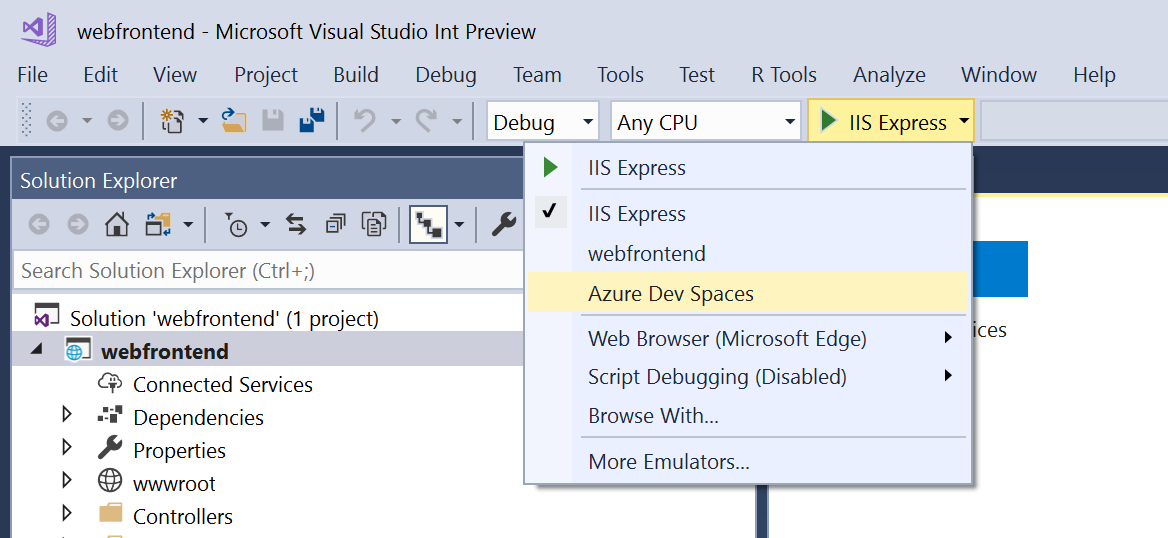 webfrontend - Microsoft Visual Studio Int Preview
File Edit View Project Build Debug Team Tools Test R Tools Analyze Window Help
Debug Any CPU IIS Express
Solution Explorer
Search Solution Explorer (Ctrl+;)
Solution 'webfrontend' (1 project)
webfrontend
Connected Services
Dependencies
Properties
wwwroot
Controllers
IIS Express
IIS Express
webfrontend
Azure Dev Spaces
Web Browser (Microsoft Edge)
Script Debugging (Disabled)
Browse With...
More Emulators...
ices